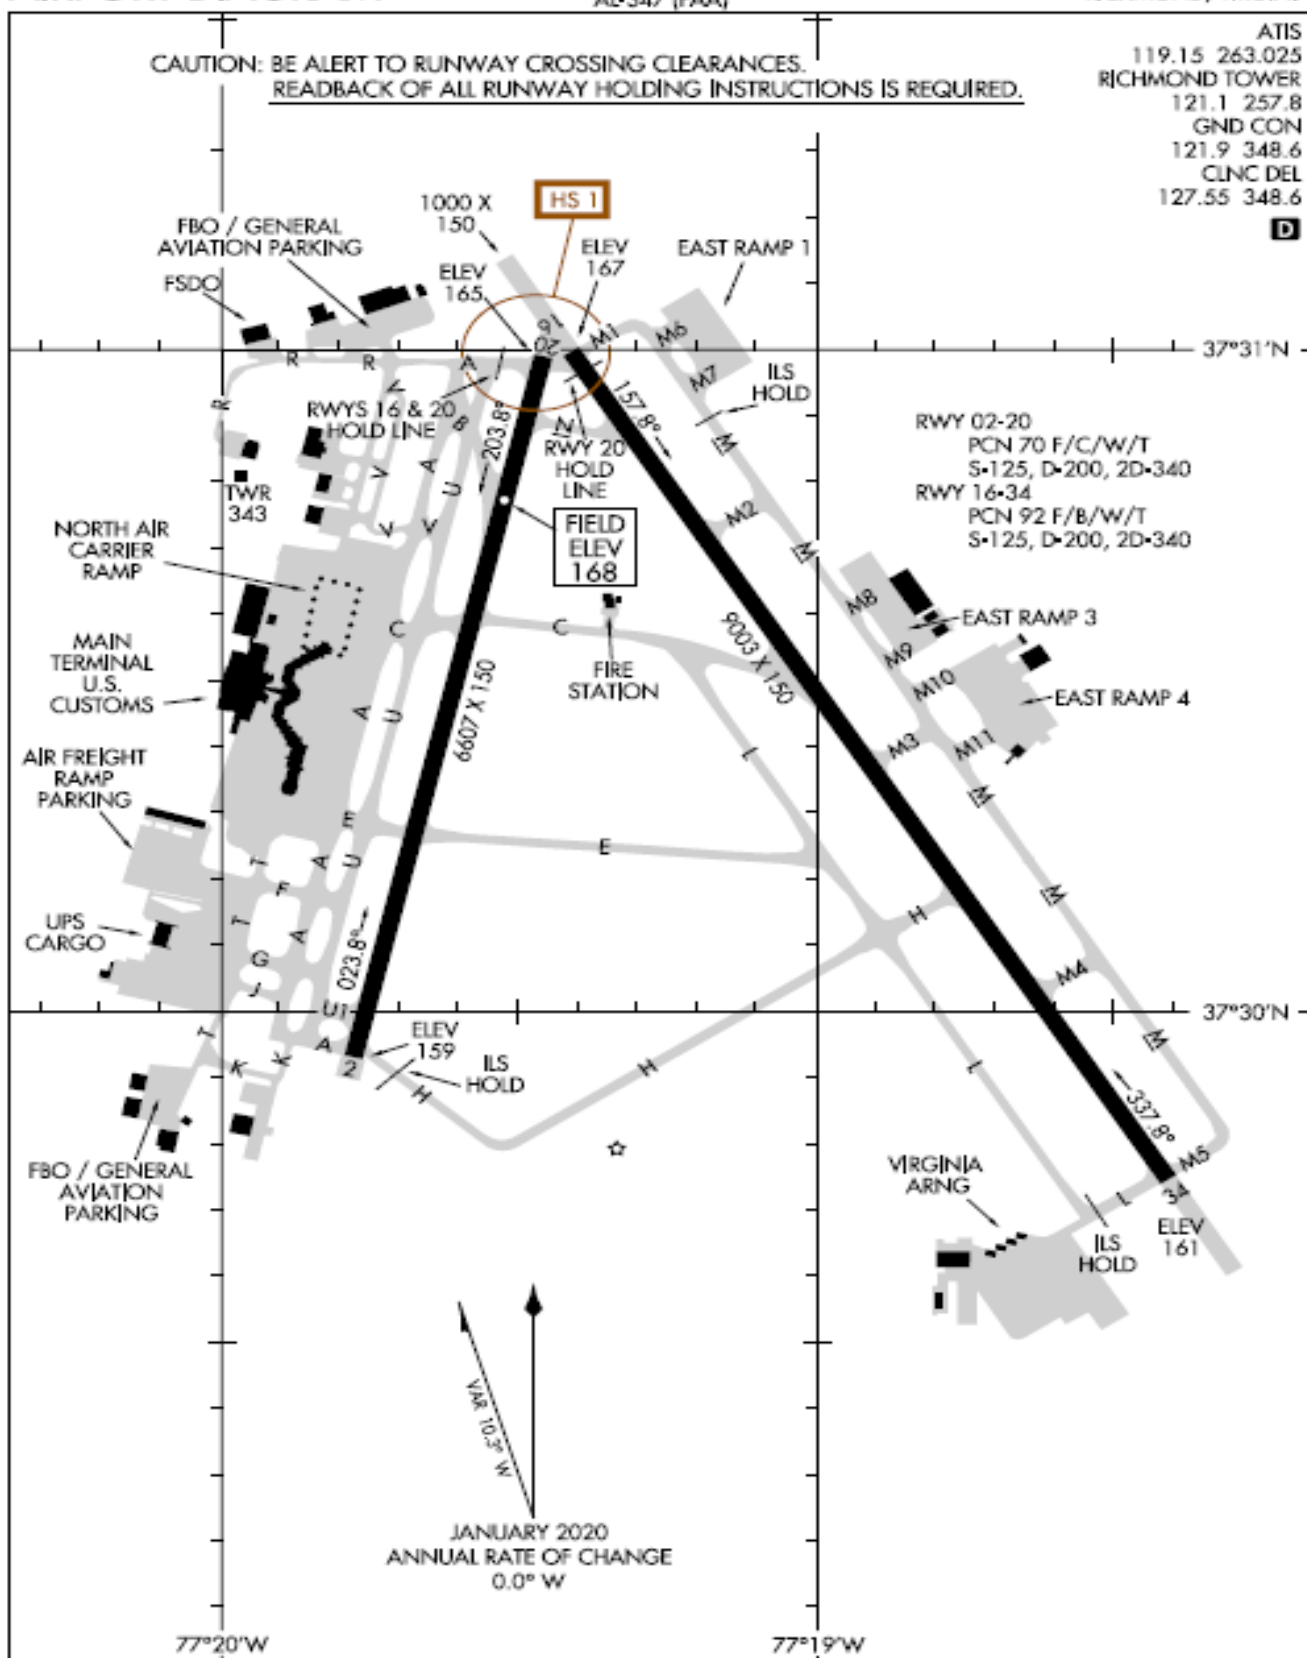 AL-347 (FAA)
CAUTION: BE ALERT TO RUNWAY CROSSING CLEARANCES.
READBACK OF ALL RUNWAY HOLDING INSTRUCTIONS IS REQUIRED.
ATIS
119.15 263.025
RICHMOND TOWER
121.1 257.8
GND CON
121.9 348.6
CLNC DEL
127.55 348.6
D
HS 1
1000 X
150
FBO / GENERAL
AVIATION PARKING
FSDO
ELEV
165
ELEV
167
EAST RAMP 1
16
20
M1
M6
M7
37°31'N
ILS
HOLD
R
R
R
V
A
B
RWYS 16 & 20
HOLD LINE
203.8°
N
RWY 20
HOLD
LINE
157.8°
M
RWY 02-20
PCN 70 F/C/W/T
S-125, D-200, 2D-340
RWY 16-34
PCN 92 F/B/W/T
S-125, D-200, 2D-340
TWR
343
V
A
U
V
V
M2
M
FIELD
ELEV
168
NORTH AIR
CARRIER
RAMP
M8
EAST RAMP 3
C
C
9003 X 150
M9
MAIN
TERMINAL
U.S.
CUSTOMS
FIRE
STATION
M10
EAST RAMP 4
6607 X 150
A
U
L
M3
M11
AIR FREIGHT
RAMP
PARKING
M
E
E
T
A
U
F
M
T
H
UPS
CARGO
A
023.8°
G
J
M4
U1
37°30'N
T
K
K
A
2
ELEV
159
ILS
HOLD
H
H
L
M
337.8°
FBO / GENERAL
AVIATION
PARKING
VIRGINIA
ARNG
M5
L
34
ELEV
161
ILS
HOLD
VAR 10.3° W
JANUARY 2020
ANNUAL RATE OF CHANGE
0.0° W
77°20'W
77°19'W